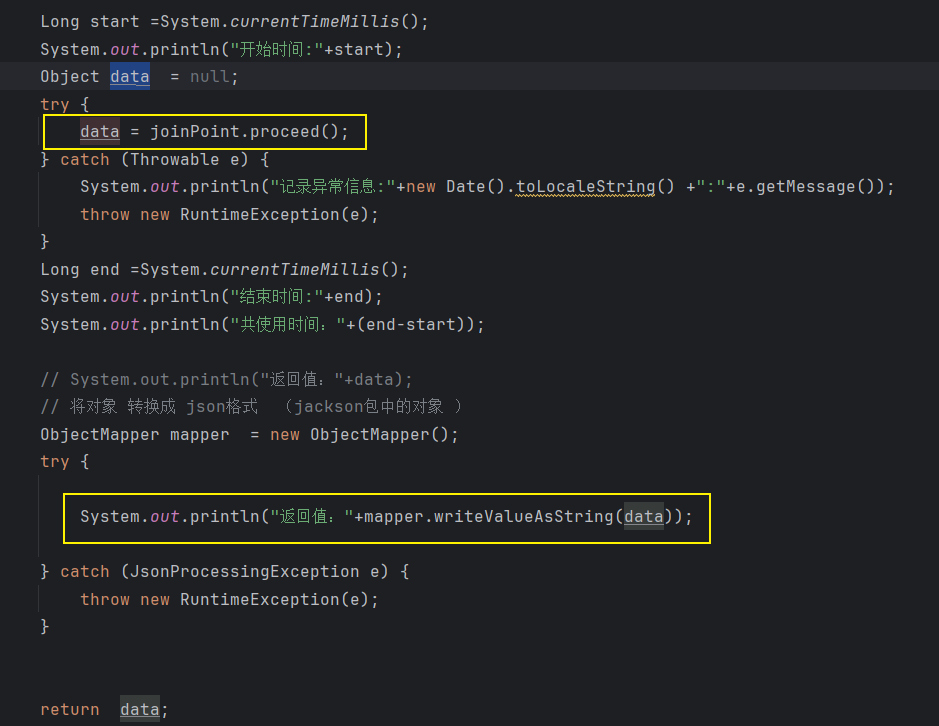 Long start =System.currentTimeMillis();
System.out.println("开始时间:"+start);
Object data  = null;
try {
    data = joinPoint.proceed();
} catch (Throwable e) {
    System.out.println("记录异常信息:"+new Date().toLocaleString() +":"+e.getMessage());
    throw new RuntimeException(e);
}
Long end =System.currentTimeMillis();
System.out.println("结束时间:"+end);
System.out.println("共使用时间："+(end-start));
// System.out.println("返回值："+data);
// 将对象 转换成 json格式  （jackson包中的对象 ）
ObjectMapper mapper  = new ObjectMapper();
try {
    System.out.println("返回值："+mapper.writeValueAsString(data));
} catch (JsonProcessingException e) {
    throw new RuntimeException(e);
}
return  data;